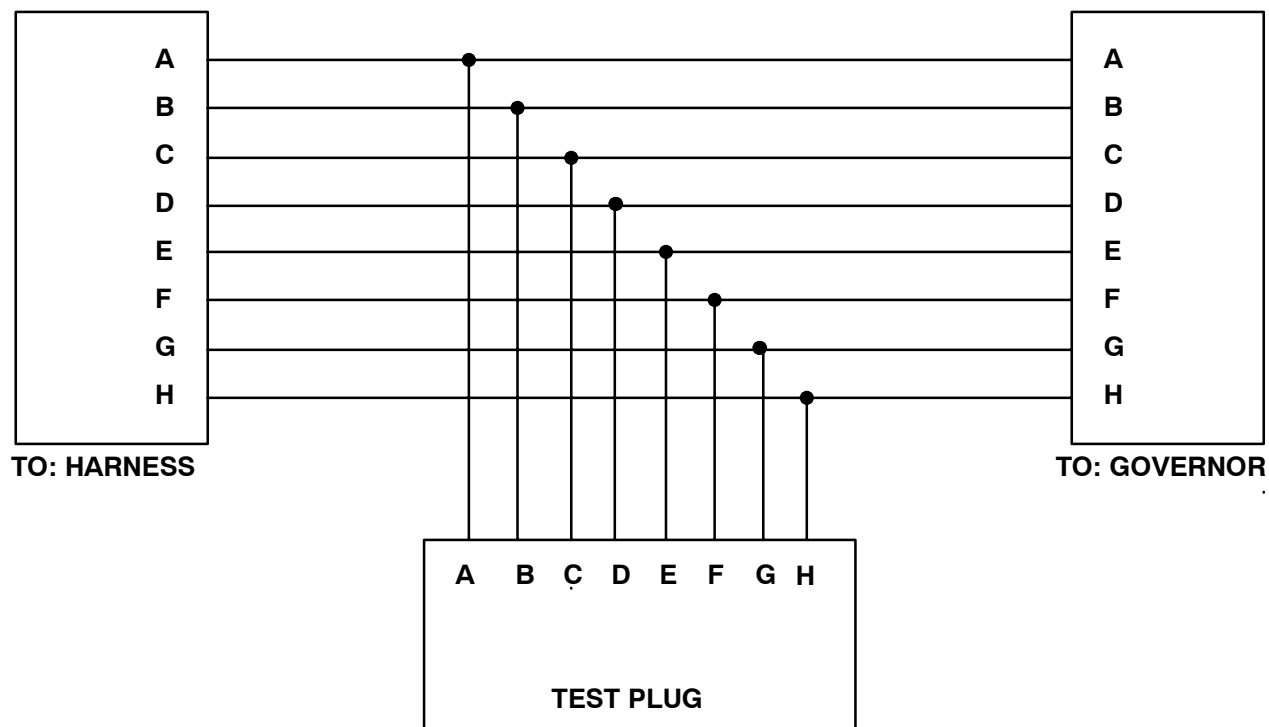 A A
B B
C C
D D
E E
F F
G G
H H
TO: HARNESS TO: GOVERNOR
A B C D E F G H
TEST PLUG